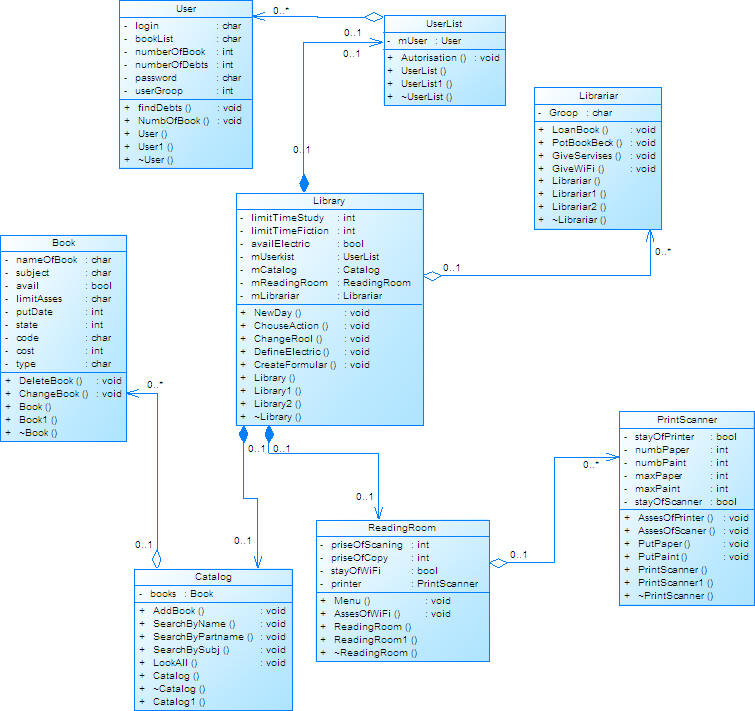 User
- login : char
- bookList : char
- numberOfBook : int
- numberOfDebts : int
- password : char
- userGroop : int
+ findDebts () : void
+ NumbOfBook () : void
+ User ()
+ User1 ()
+ ~User ()
0..*
0..1
0..1
UserList
- mUser : User
+ Autorisation () : void
+ UserList ()
+ UserList1 ()
+ ~UserList ()
Librariar
- Groop : char
+ LoanBook () : void
+ PotBookBeck () : void
+ GiveServises () : void
+ GiveWiFi () : void
+ Librariar ()
+ Librariar1 ()
+ Librariar2 ()
+ ~Librariar ()
0..1
Library
- limitTimeStudy : int
- limitTimeFiction : int
- availElectric : bool
- mUserkist : UserList
- mCatalog : Catalog
- mReadingRoom : ReadingRoom
- mLibrariar : Librariar
+ NewDay () : void
+ ChouseAction () : void
+ ChangeRool () : void
+ DefineElectric () : void
+ CreateFormular () : void
+ Library ()
+ Library1 ()
+ Library2 ()
+ ~Library ()
0..1
0..*
Book
- nameOfBook : char
- subject : char
- avail : bool
- limitAsses : char
- putDate : int
- state : int
- code : char
- cost : int
- type : char
+ DeleteBook () : void
+ ChangeBook () : void
+ Book ()
+ Book1 ()
+ ~Book ()
0..*
0..1
0..1
0..1
0..1
0..1
PrintScanner
- stayOfPrinter : bool
- numbPaper : int
- numbPaint : int
- maxPaper : int
- maxPaint : int
- stayOfScanner : bool
+ AssesOfPrinter () : void
+ AssesOfScaner () : void
+ PutPaper () : void
+ PutPaint () : void
+ PrintScanner ()
+ PrintScanner1 ()
+ ~PrintScanner ()
0..*
0..1
ReadingRoom
- priseOfScaning : int
- priseOfCopy : int
- stayOfWiFi : bool
- printer : PrintScanner
+ Menu () : void
+ AssesOfWiFi () : void
+ ReadingRoom ()
+ ReadingRoom1 ()
+ ~ReadingRoom ()
Catalog
- books : Book
+ AddBook () : void
+ SearchByName () : void
+ SearchByPartname () : void
+ SearchBySubj () : void
+ LookAll () : void
+ Catalog ()
+ ~Catalog ()
+ Catalog1 ()